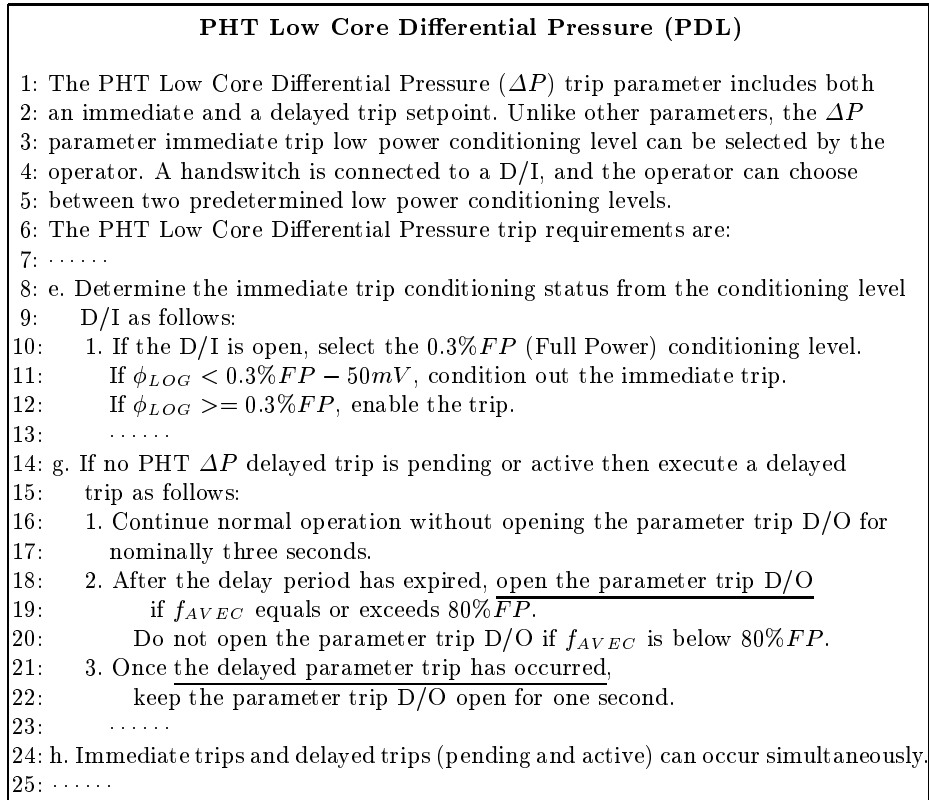 PHT Low Core Differential Pressure (PDL)
1: The PHT Low Core Differential Pressure (ΔP) trip parameter includes both
2: an immediate and a delayed trip setpoint. Unlike other parameters, the ΔP
3: parameter immediate trip low power conditioning level can be selected by the
4: operator. A handswitch is connected to a D/I, and the operator can choose
5: between two predetermined low power conditioning levels.
6: The PHT Low Core Differential Pressure trip requirements are:
7: ······
8: e. Determine the immediate trip conditioning status from the conditioning level
9: D/I as follows:
10: 1. If the D/I is open, select the 0.3%FP (Full Power) conditioning level.
11: If ϕLOG < 0.3%FP − 50mV, condition out the immediate trip.
12: If ϕLOG >= 0.3%FP, enable the trip.
13: ······
14: g. If no PHT ΔP delayed trip is pending or active then execute a delayed
15: trip as follows:
16: 1. Continue normal operation without opening the parameter trip D/O for
17: nominally three seconds.
18: 2. After the delay period has expired, open the parameter trip D/O
19: if fAVEC equals or exceeds 80%FP.
20: Do not open the parameter trip D/O if fAVEC is below 80%FP.
21: 3. Once the delayed parameter trip has occurred,
22: keep the parameter trip D/O open for one second.
23: ······
24: h. Immediate trips and delayed trips (pending and active) can occur simultaneously.
25: ······